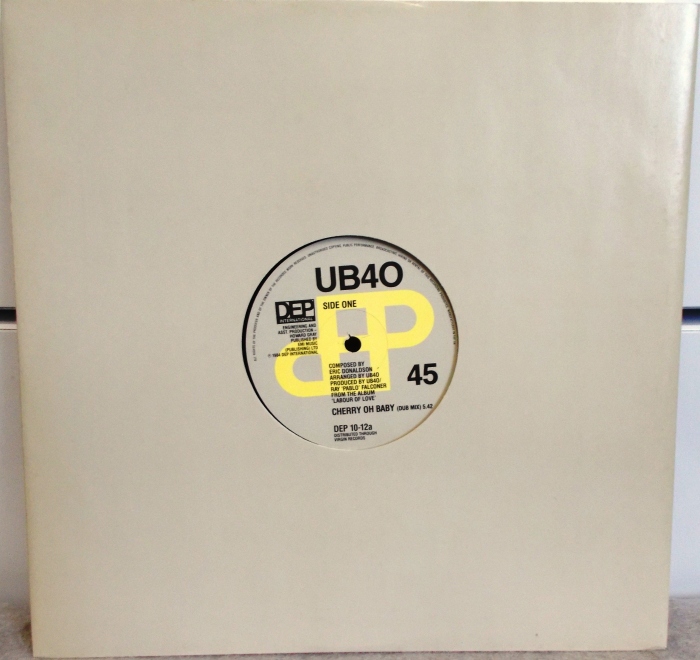 UB40
DEP
INTERNATIONAL
SIDE ONE
ENGINEERING AND
ASST PRODUCTION-
HOWARD GRAY
PUBLISHED BY
EMI MUSIC
(PUBLISHING) LTD
© 1984 DEP INTERNATIONAL
COMPOSED BY
ERIC DONALDSON
ARRANGED BY UB40
PRODUCED BY UB40/
RAY 'PABLO' FALCONER
FROM THE ALBUM
'LABOUR OF LOVE'
45
CHERRY OH BABY (DUB MIX) 5.42
DEP 10-12a
DISTRIBUTED THROUGH
VIRGIN RECORDS
DEP